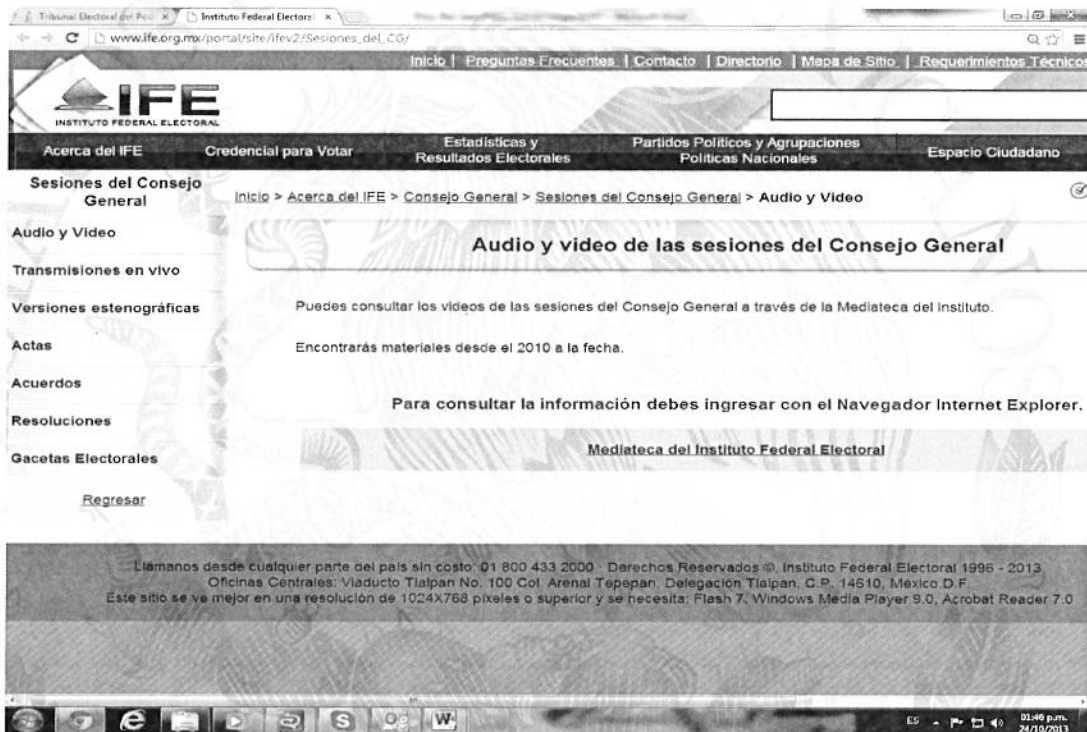 Tribunal Electoral del Pod
Instituto Federal Electoral
www.ife.org.mx/portal/site/ifev2/Sesiones_del_CG/
Inicio | Preguntas Frecuentes | Contacto | Directorio | Mapa de Sitio | Requerimientos Técnicos
IFE
INSTITUTO FEDERAL ELECTORAL
Acerca del IFE
Credencial para Votar
Estadísticas y
Resultados Electorales
Partidos Políticos y Agrupaciones
Políticas Nacionales
Espacio Ciudadano
Sesiones del Consejo
General
Inicio > Acerca del IFE > Consejo General > Sesiones del Consejo General > Audio y Video
Audio y Video
Transmisiones en vivo
Versiones estenográficas
Actas
Acuerdos
Resoluciones
Gacetas Electorales
Regresar
Audio y video de las sesiones del Consejo General
Puedes consultar los videos de las sesiones del Consejo General a través de la Mediateca del Instituto.
Encontrarás materiales desde el 2010 a la fecha.
Para consultar la información debes ingresar con el Navegador Internet Explorer.
Mediateca del Instituto Federal Electoral
Llámanos desde cualquier parte del país sin costo: 01 800 433 2000 - Derechos Reservados ©, Instituto Federal Electoral 1996 - 2013
Oficinas Centrales: Viaducto Tlalpan No. 100 Col. Arenal Tepepan, Delegación Tlalpan, C.P. 14610, México,D.F.
Este sitio se ve mejor en una resolución de 1024X768 pixeles o superior y se necesita: Flash 7, Windows Media Player 9.0, Acrobat Reader 7.0
ES
01:46 p.m.
24/10/2013